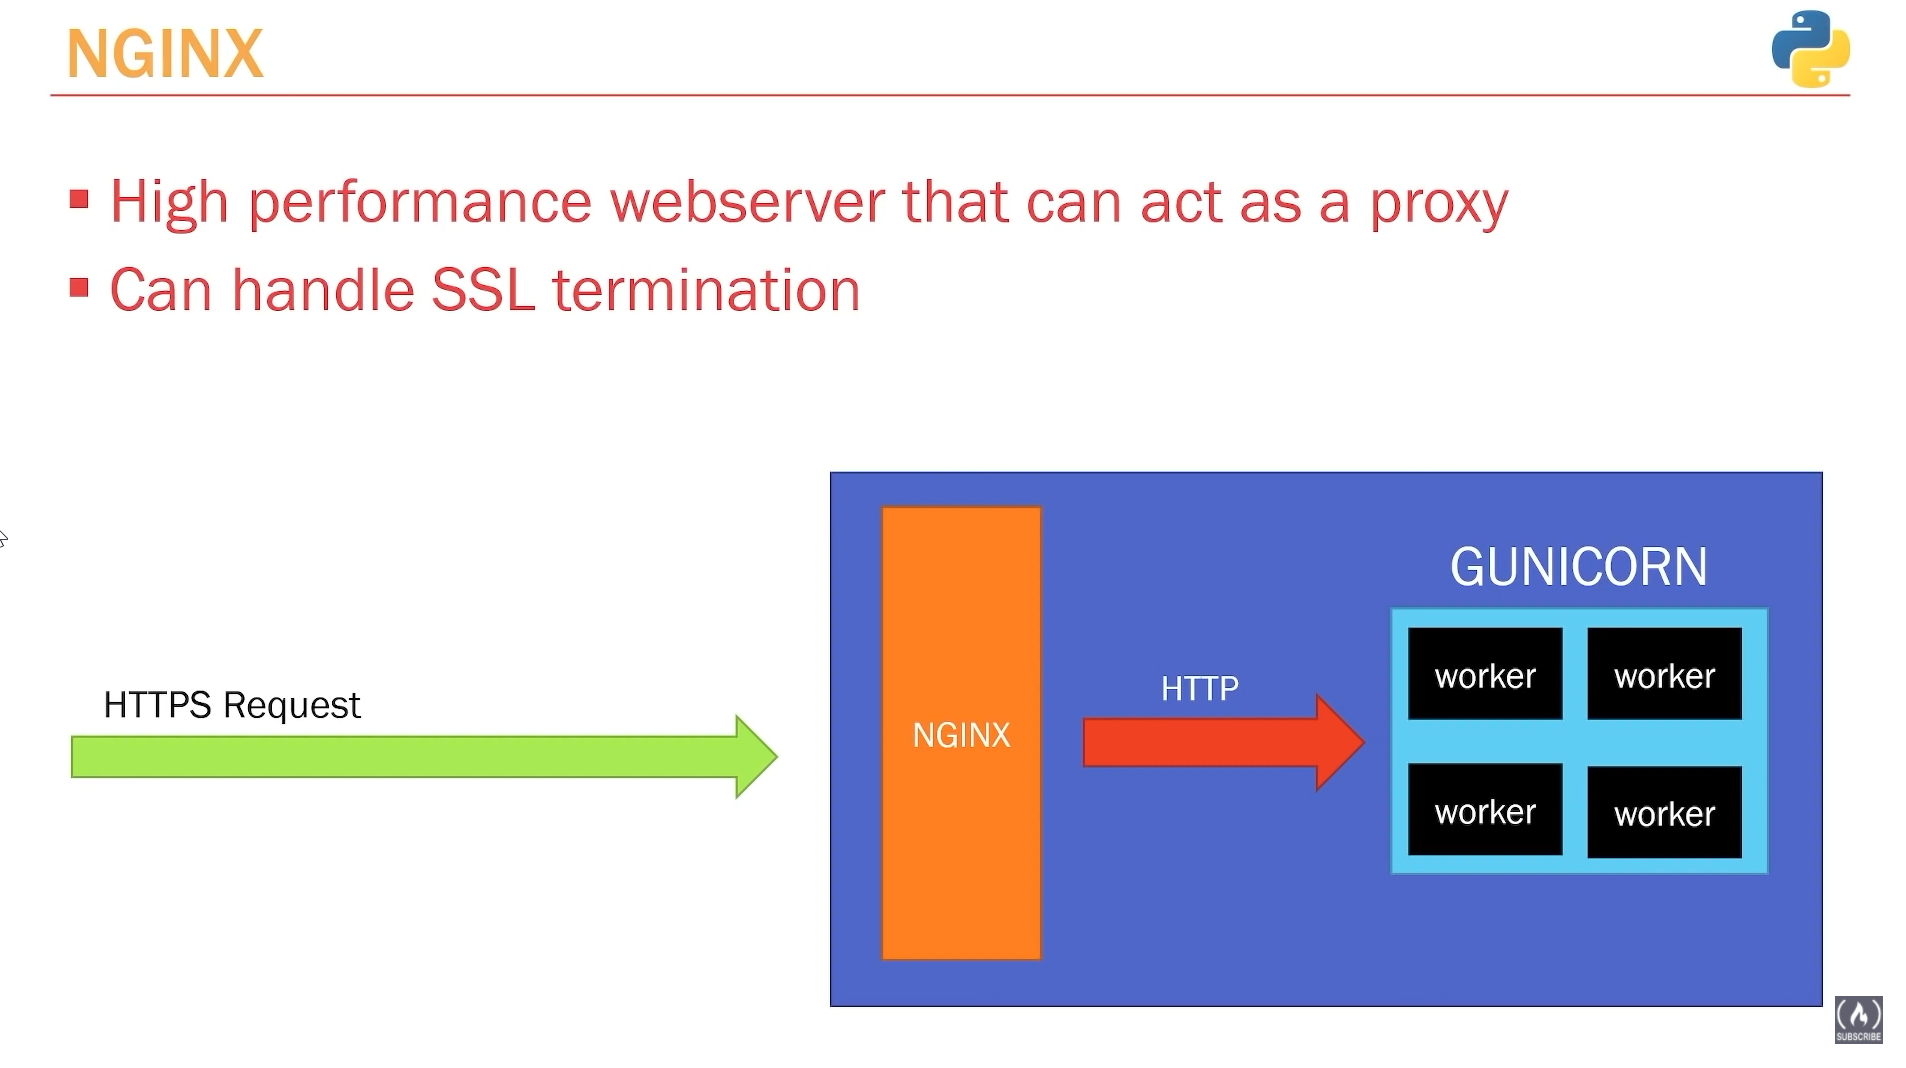 NGINX
High performance webserver that can act as a proxy
Can handle SSL termination
GUNICORN
worker worker
HTTP
HTTPS Request
NGINX
worker worker
SUBSCRIBE